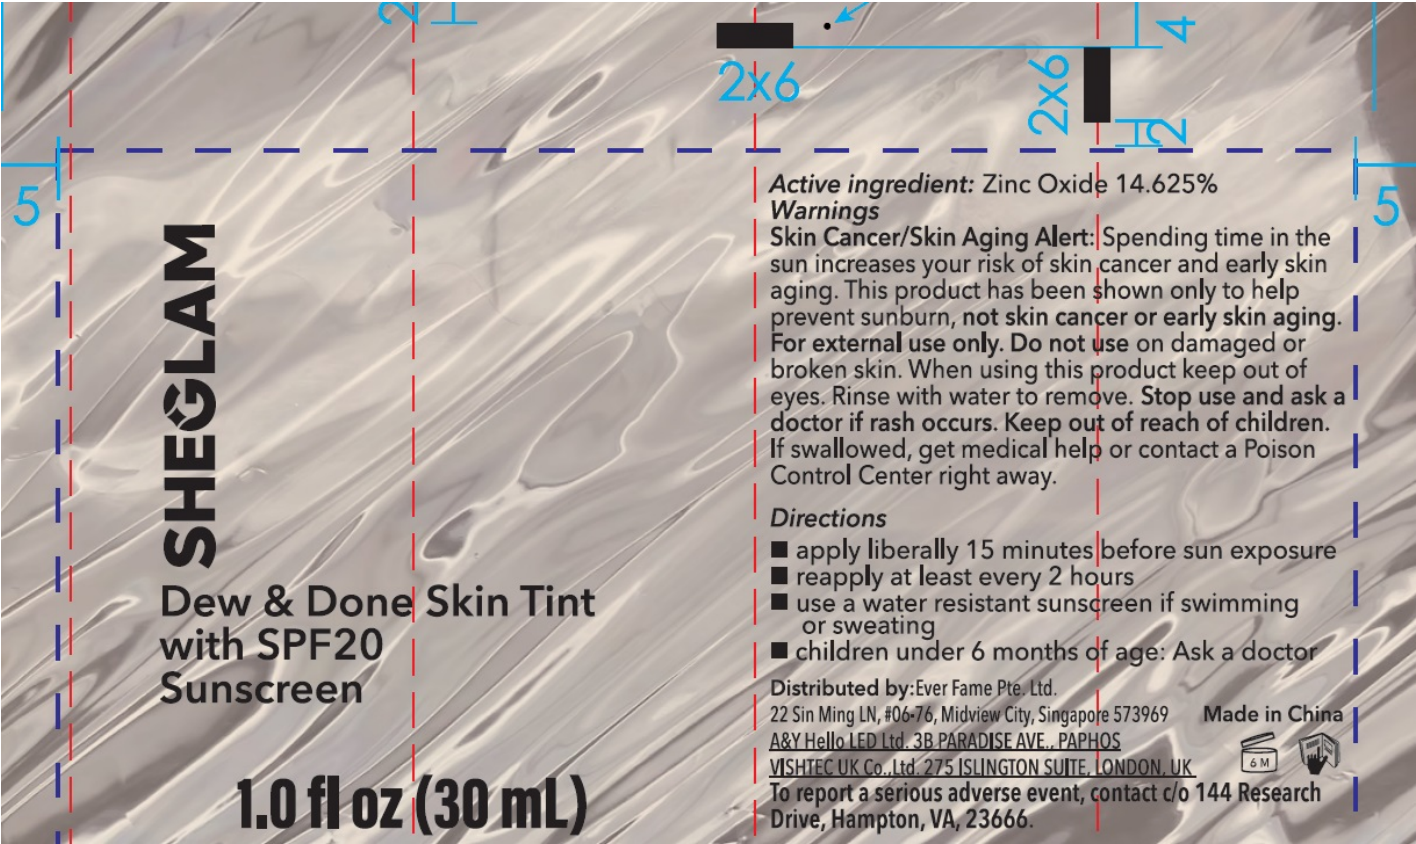 2
2x6
4
2x6
2
5
5
SHEGLAM
Dew & Done Skin Tint
with SPF20
Sunscreen
1.0 fl oz (30 mL)
Active ingredient: Zinc Oxide 14.625%
Warnings
Skin Cancer/Skin Aging Alert: Spending time in the
sun increases your risk of skin cancer and early skin
aging. This product has been shown only to help
prevent sunburn, not skin cancer or early skin aging.
For external use only. Do not use on damaged or
broken skin. When using this product keep out of
eyes. Rinse with water to remove. Stop use and ask a
doctor if rash occurs. Keep out of reach of children.
If swallowed, get medical help or contact a Poison
Control Center right away.
Directions
■ apply liberally 15 minutes before sun exposure
■ reapply at least every 2 hours
■ use a water resistant sunscreen if swimming
or sweating
■ children under 6 months of age: Ask a doctor
Distributed by:Ever Fame Pte. Ltd.
22 Sin Ming LN, #06-76, Midview City, Singapore 573969 Made in China
A&Y Hello LED Ltd. 3B PARADISE AVE., PAPHOS
VISHTEC UK Co.,Ltd. 275 ISLINGTON SUITE, LONDON, UK
6 M
To report a serious adverse event, contact c/o 144 Research
Drive, Hampton, VA, 23666.